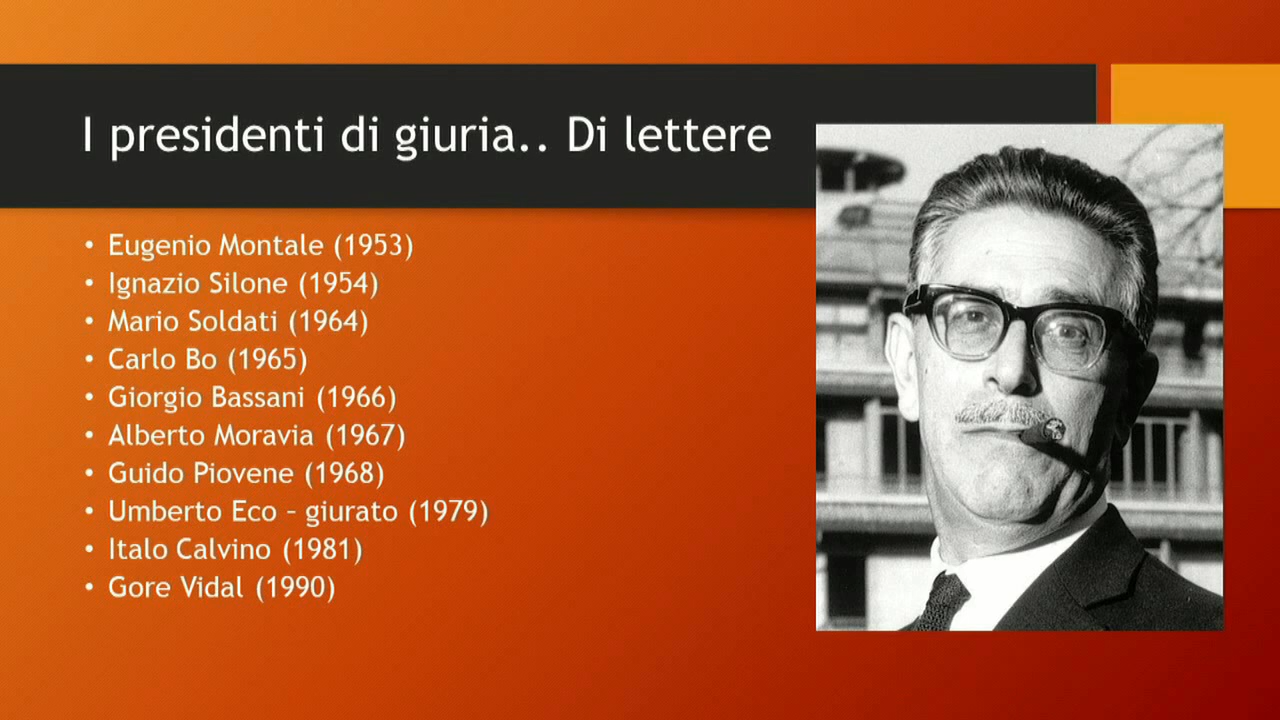 I presidenti di giuria.. Di lettere
• Eugenio Montale (1953)
• Ignazio Silone (1954)
• Mario Soldati (1964)
• Carlo Bo (1965)
• Giorgio Bassani (1966)
• Alberto Moravia (1967)
• Guido Piovene (1968)
• Umberto Eco – giurato (1979)
• Italo Calvino (1981)
• Gore Vidal (1990)